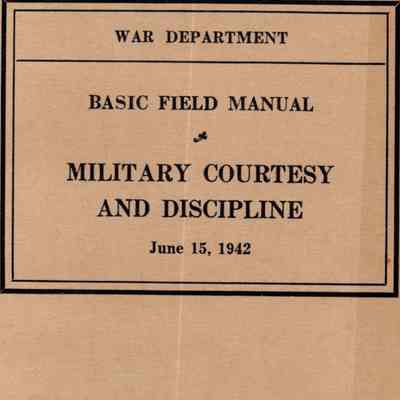 WAR DEPARTMENT
BASIC FIELD MANUAL
MILITARY COURTESY
AND DISCIPLINE
June 15, 1942